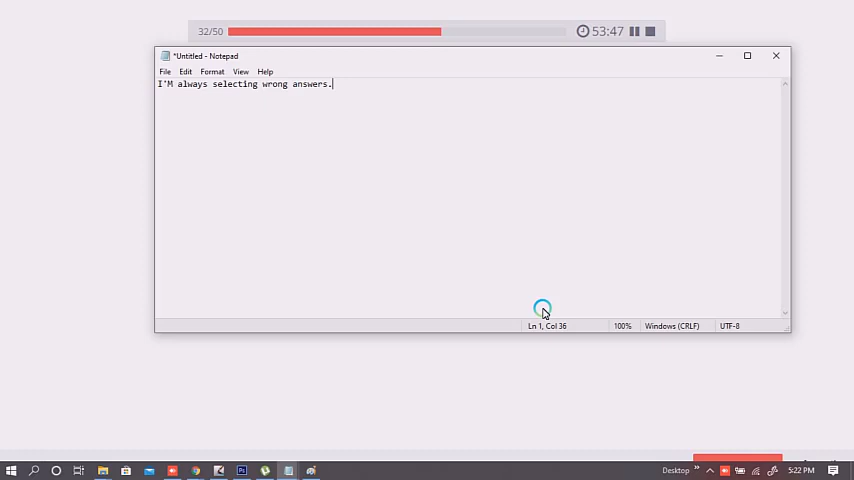 32/50
53:47
*Untitled - Notepad
File Edit Format View Help
I'M always selecting wrong answers.
Ln 1, Col 36 100% Windows (CRLF) UTF-8
Ps
Desktop 5:22 PM